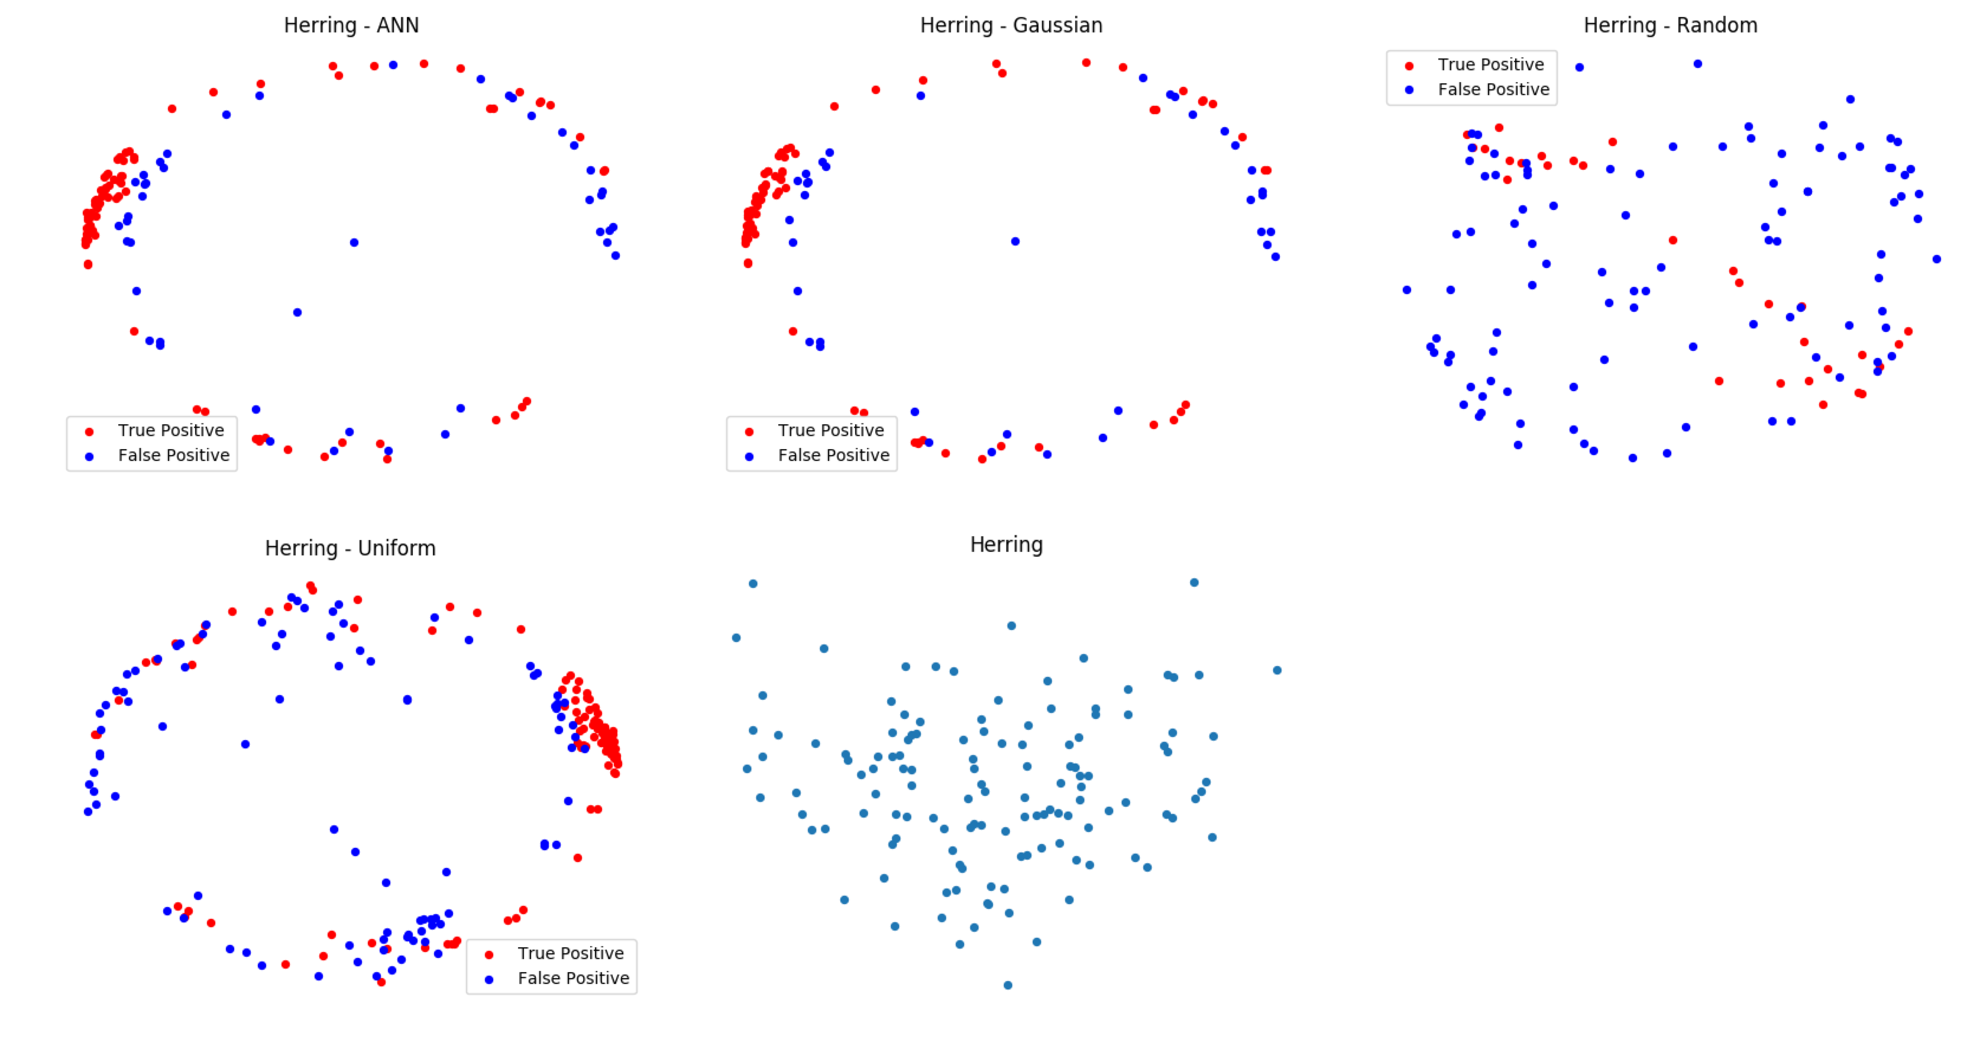 Herring - ANN
True Positive
False Positive
Herring - Gaussian
True Positive
False Positive
Herring - Random
True Positive
False Positive
Herring - Uniform
True Positive
False Positive
Herring